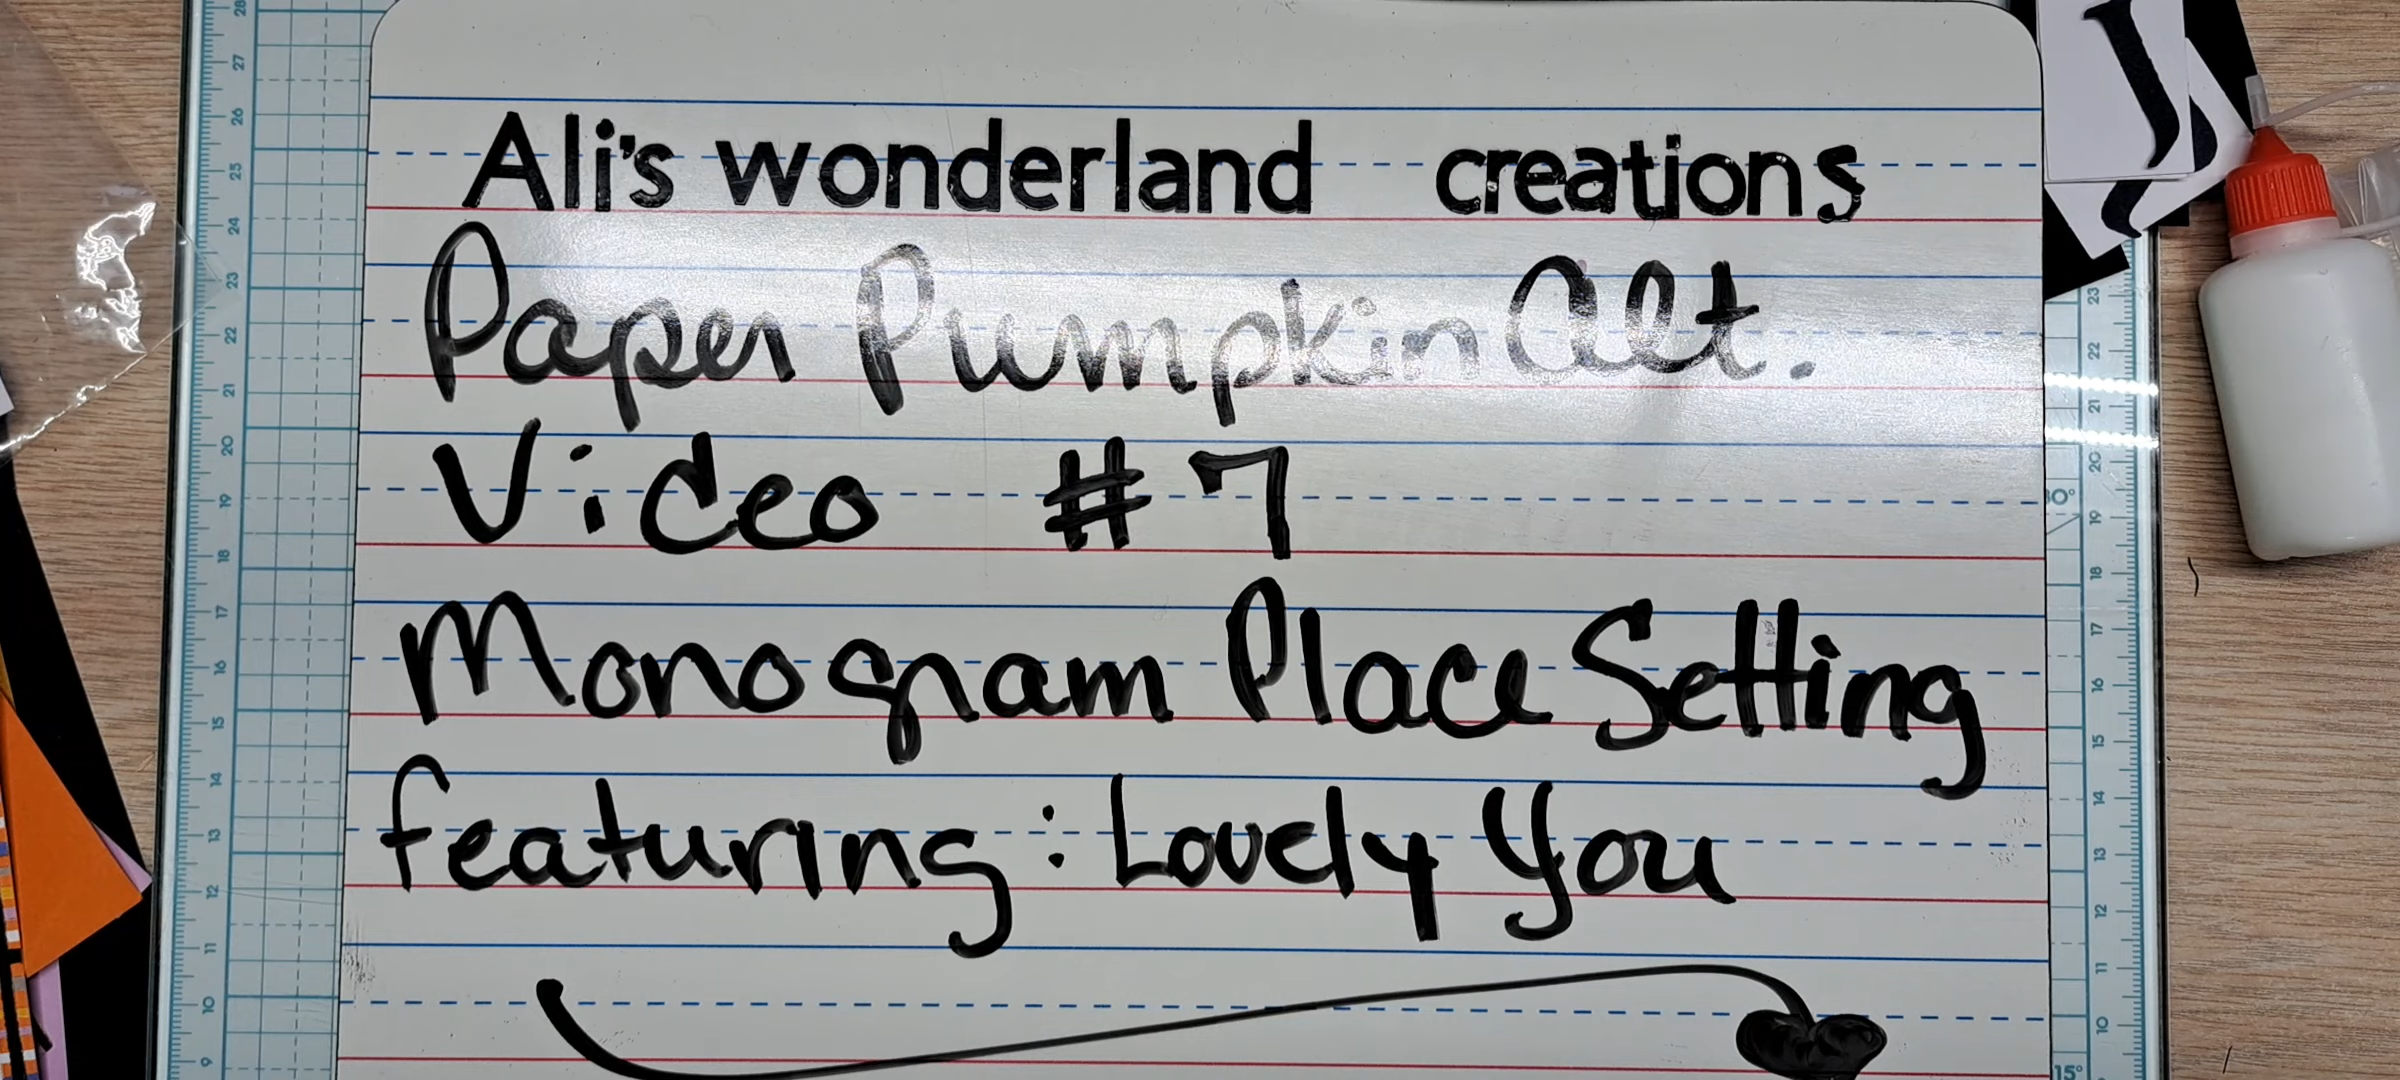 Ali's wonderland creations
Paper Pumpkin alt.
Video #7
Monogram Place Setting
featuring: Lovely You